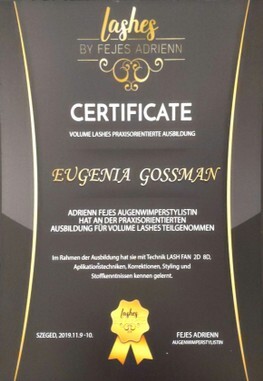 lashes
BY FEJES ADRIENN
CERTIFICATE
VOLUME LASHES PRAXISORIENTIERTE AUSBILDUNG
EUGENIA GOSSMAN
ADRIENN FEJES AUGENWIMPERSTYLISTIN
HAT AN DER PRAXISORIENTIERTEN
AUSBILDUNG FÜR VOLUME LASHES TEILGENOMMEN
Im Rahmen der Ausbildung hat sie mit Technik LASH FAN 2D 6D,
Aplikationstechniken, Korrektionen, Styling und
Stoffkenntnissen kennen gelernt.
lashes
SZEGED, 2019.11.9 -10.
FEJES ADRIENN
AUGENWIMPERSTYLISTIN